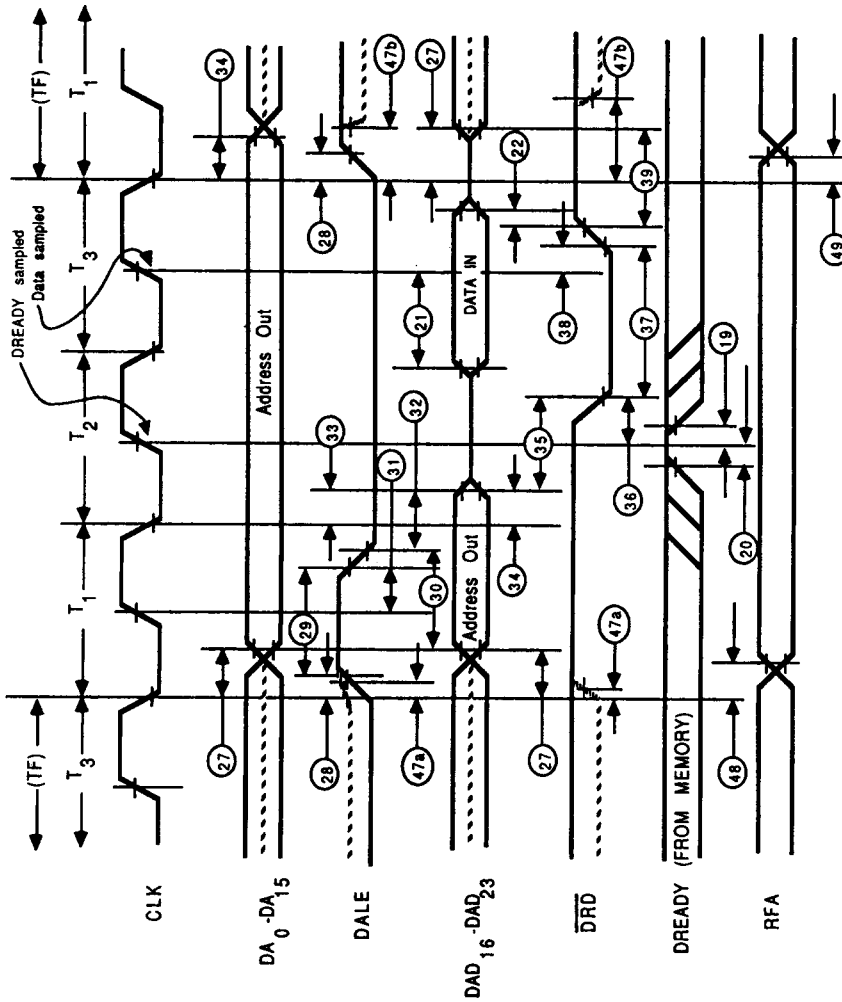 (TF)
(TF)
T3
T1
T2
T3
T1
DREADY sampled
Data sampled
CLK
DA0-DA15
Address Out
27
34
DALE
28
29
47a
30
31
32
33
28
47b
DAD16-DAD23
Address Out
DATA IN
27
34
21
22
27
DRD
47a
35
36
37
38
39
47b
DREADY (FROM MEMORY)
20
19
RFA
48
49